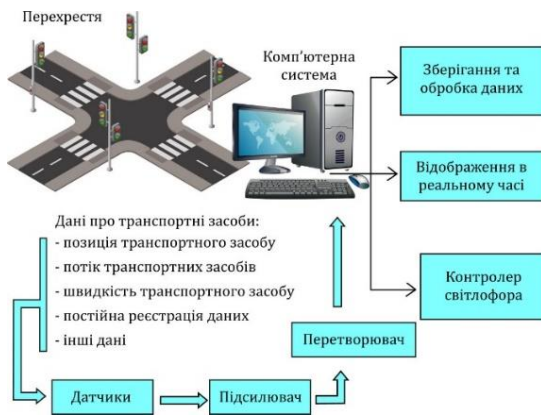 Перехрестя
Комп’ютерна
система
Зберігання та
обробка даних
Відображення в
реальному часі
Контролер
світлофора
Дані про транспортні засоби:
- позиція транспортного засобу
- потік транспортних засобів
- швидкість транспортного засобу
- постійна реєстрація даних
- інші дані
Перетворювач
Датчики
Підсилювач